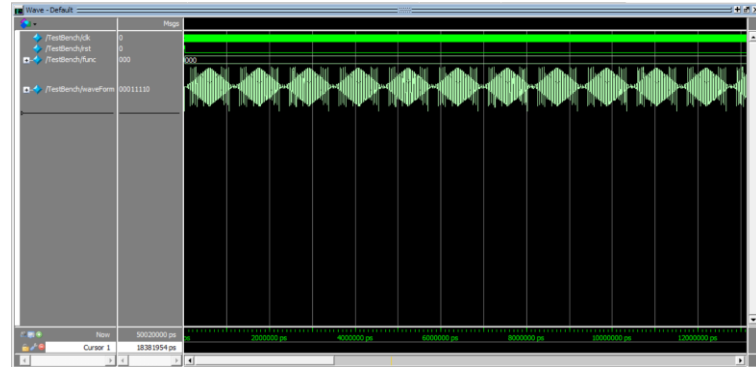 Wave - Default
Msgs
/TestBench/clk 0
/TestBench/rst 0
/TestBench/func 000 000
/TestBench/waveForm 00011110
Now 50020000 ps
Cursor 1 18381954 ps
ps 2000000 ps 4000000 ps 6000000 ps 8000000 ps 10000000 ps 12000000 ps